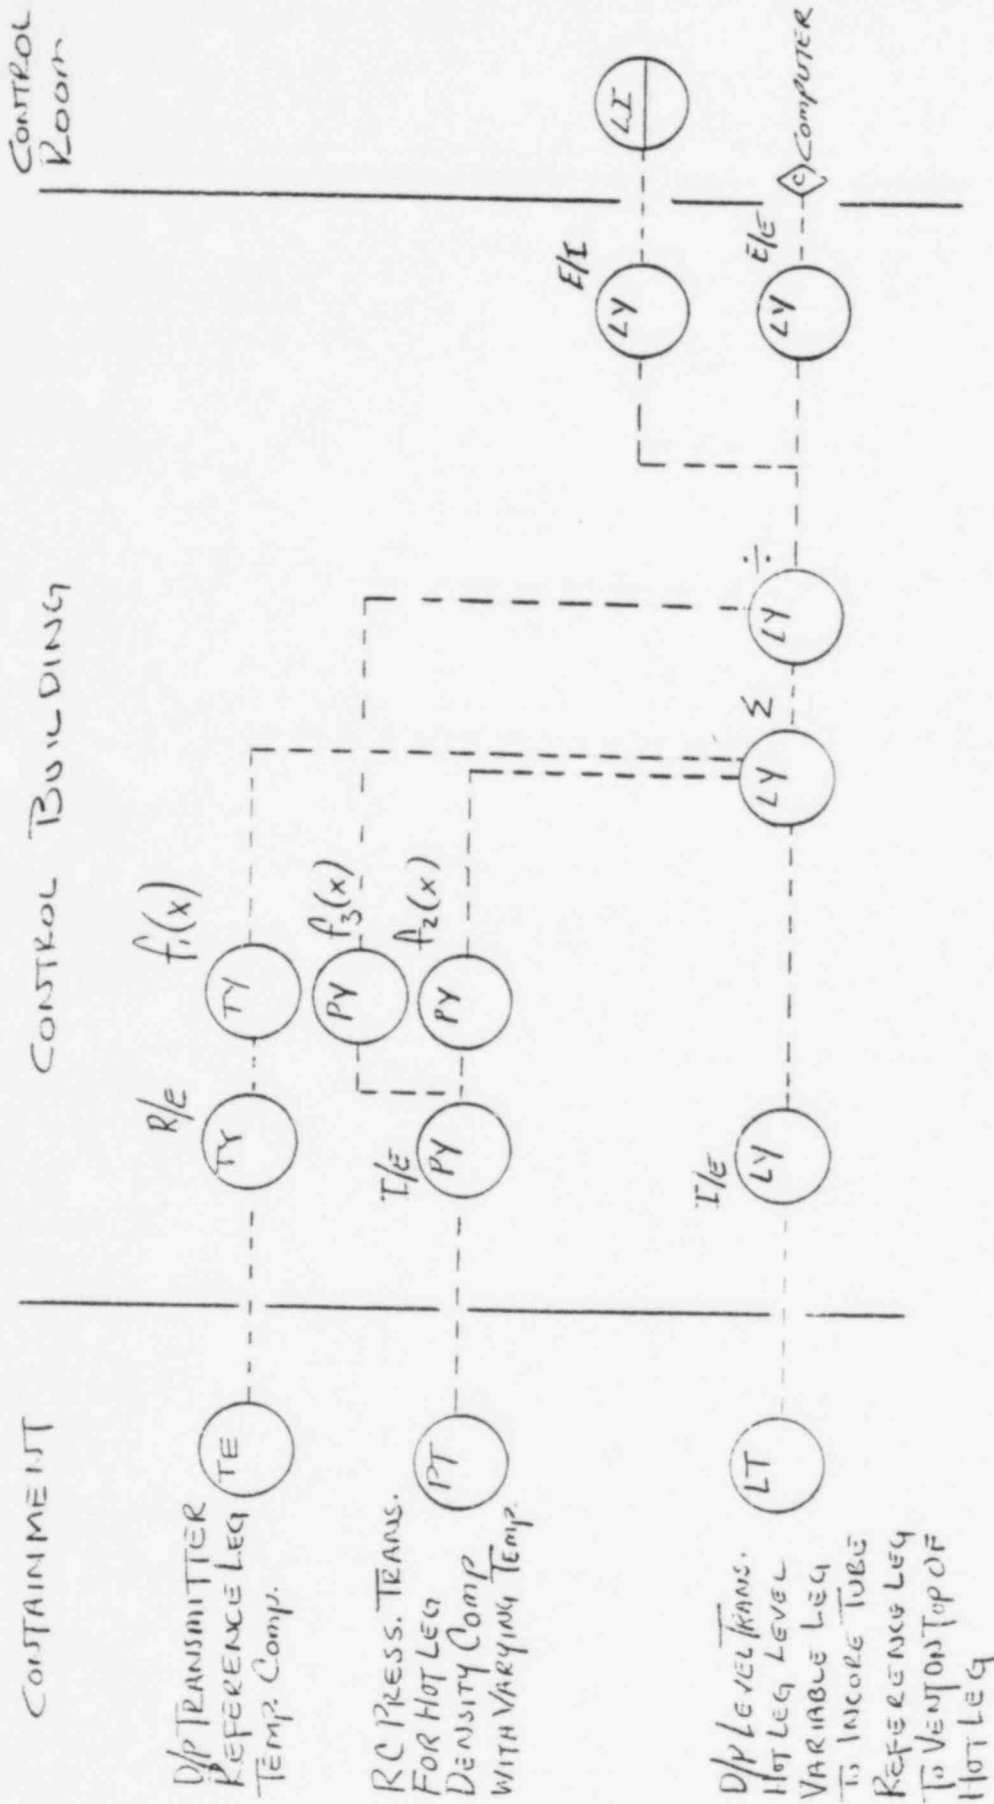 CONTAINMENT
CONTROL BUILDING
CONTROL
ROOM
D/P TRANSMITTER
REFERENCE LEG
TEMP. COMP.
TE
R/E
TY
f₁(x)
TY
RC PRESS. TRANS.
FOR HOT LEG
DENSITY COMP
WITH VARYING TEMP.
PT
I/E
PY
f₃(x)
PY
f₂(x)
PY
D/P LEVEL TRANS.
HOT LEG LEVEL
VARIABLE LEG
TO INCORE TUBE
REFERENCE LEG
TO VENT ON TOP OF
HOT LEG
LT
I/E
LY
Σ
LY
÷
LY
E/I
LY
LI
E/E
LY
C
COMPUTER